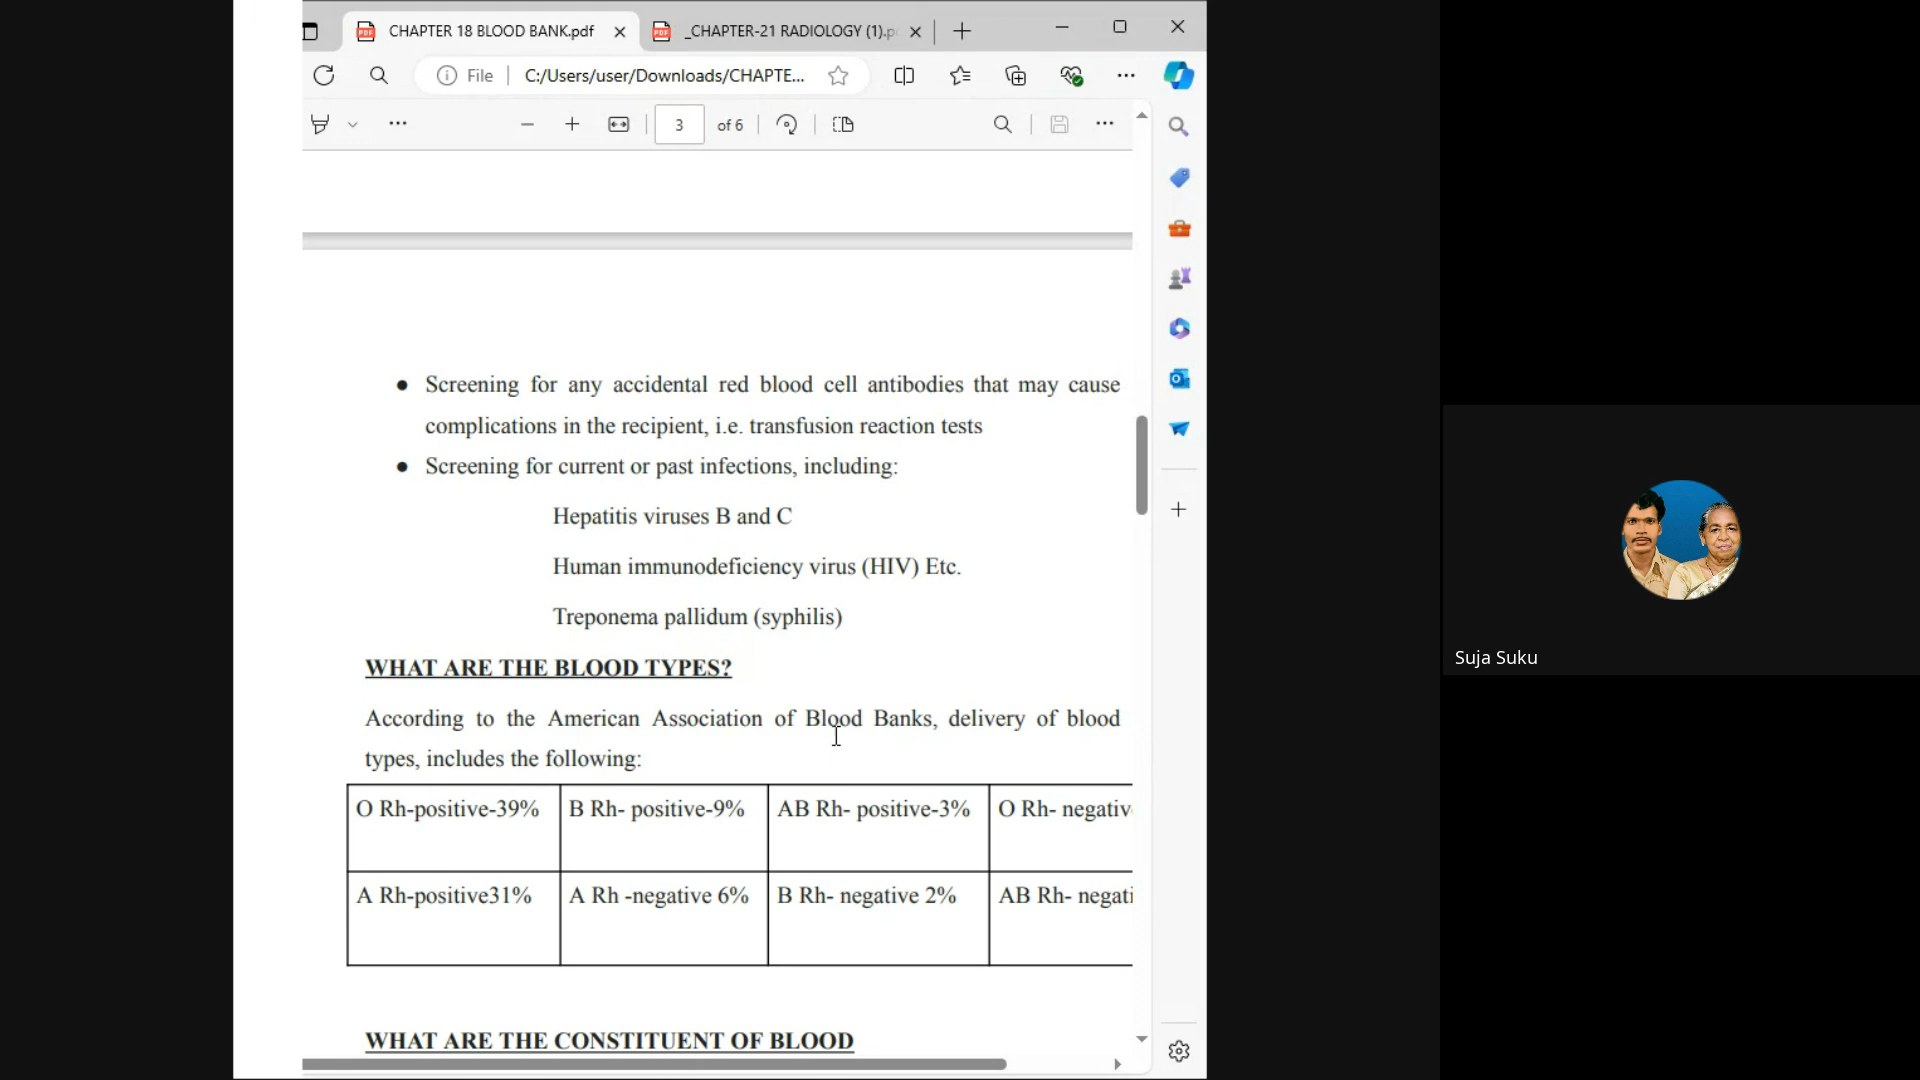 CHAPTER 18 BLOOD BANK.pdf
_CHAPTER-21 RADIOLOGY (1).p
File
C:/Users/user/Downloads/CHAPTE...
3 of 6
● Screening for any accidental red blood cell antibodies that may cause
complications in the recipient, i.e. transfusion reaction tests
● Screening for current or past infections, including:
Hepatitis viruses B and C
Human immunodeficiency virus (HIV) Etc.
Treponema pallidum (syphilis)
WHAT ARE THE BLOOD TYPES?
According to the American Association of Blood Banks, delivery of blood
types, includes the following:
O Rh-positive-39% B Rh- positive-9% AB Rh- positive-3% O Rh- negativ
A Rh-positive31% A Rh -negative 6% B Rh- negative 2% AB Rh- negati
WHAT ARE THE CONSTITUENT OF BLOOD
Suja Suku